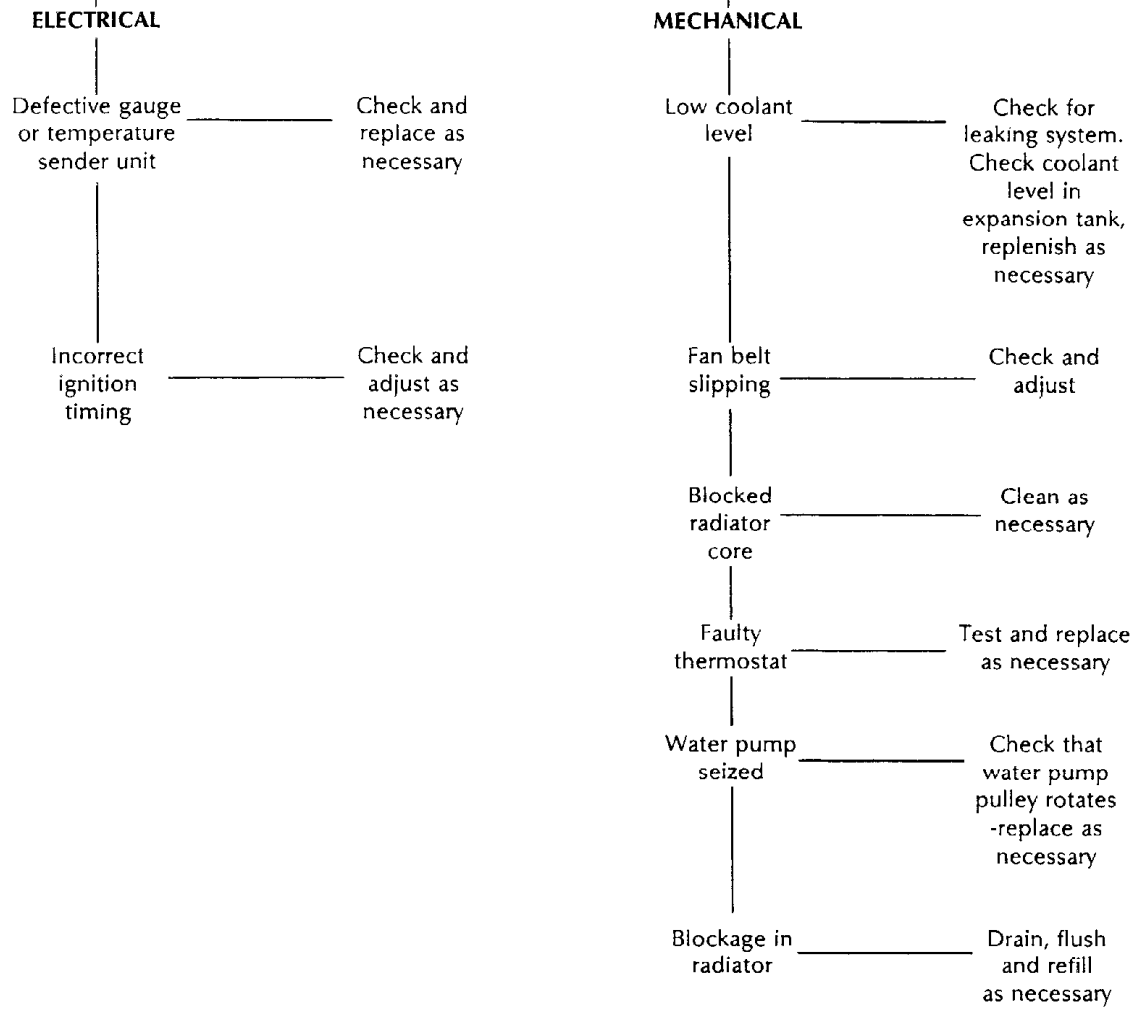 ELECTRICAL
Defective gauge
or temperature
sender unit
Check and
replace as
necessary
Incorrect
ignition
timing
Check and
adjust as
necessary
MECHANICAL
Low coolant
level
Check for
leaking system.
Check coolant
level in
expansion tank,
replenish as
necessary
Fan belt
slipping
Check and
adjust
Blocked
radiator
core
Clean as
necessary
Faulty
thermostat
Test and replace
as necessary
Water pump
seized
Check that
water pump
pulley rotates
-replace as
necessary
Blockage in
radiator
Drain, flush
and refill
as necessary